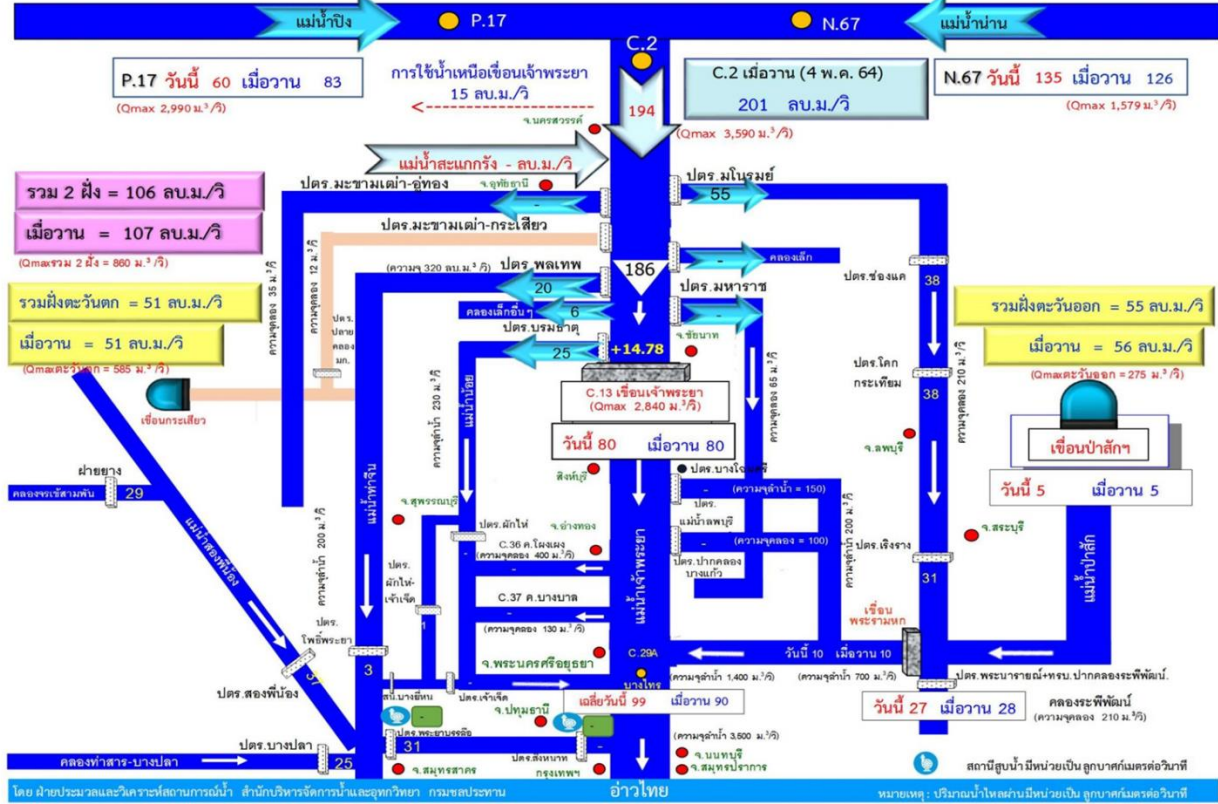 แม่น้ำปิง
P.17
N.67
แม่น้ำน่าน
C.2
P.17 วันนี้ 60 เมื่อวาน 83
(Qmax 2,990 ม.³/วิ)
การใช้น้ำเหนือเขื่อนเจ้าพระยา
15 ลบ.ม./วิ
194
C.2 เมื่อวาน (4 พ.ค. 64)
201 ลบ.ม./วิ
(Qmax 3,590 ม.³/วิ)
N.67 วันนี้ 135 เมื่อวาน 126
(Qmax 1,579 ม.³/วิ)
จ.นครสวรรค์
แม่น้ำสะแกกรัง - ลบ.ม./วิ
รวม 2 ฝั่ง = 106 ลบ.ม./วิ
เมื่อวาน = 107 ลบ.ม./วิ
(Qmaxรวม 2 ฝั่ง = 860 ม.³/วิ)
ปตร.มะขามเฒ่า-อู่ทอง
จ.อุทัยธานี
-
ปตร.มะขามเฒ่า-กระเสียว
ปตร.มโนรมย์
55
รวมฝั่งตะวันตก = 51 ลบ.ม./วิ
เมื่อวาน = 51 ลบ.ม./วิ
(Qmaxตะวันตก = 585 ม.³/วิ)
ความจุคลอง 35 ม.³/วิ
ความจุคลอง 12 ม.³/วิ
(ความจุ 320 ลบ.ม./วิ)
ปตร.พลเทพ
20
186
-
คลองเล็ก
ปตร.ช่องแค
38
คลองเล็กอื่นๆ
6
ปตร.มหาราช
-
ปตร.บรมธาตุ
25
+14.78
จ.ชัยนาท
รวมฝั่งตะวันออก = 55 ลบ.ม./วิ
เมื่อวาน = 56 ลบ.ม./วิ
(Qmaxตะวันออก = 275 ม.³/วิ)
ปตร.
ปลาย
คลอง
มก.
เขื่อนกระเสียว
ความจุลำน้ำ 230 ม.³/วิ
แม่น้ำน้อย
C.13 เขื่อนเจ้าพระยา
(Qmax 2,840 ม.³/วิ)
วันนี้ 80 เมื่อวาน 80
ความจุคลอง 65 ม.³/วิ
ปตร.โคก
กระเทียม
38
ความจุคลอง 210 ม.³/วิ
จ.ลพบุรี
เขื่อนป่าสักฯ
วันนี้ 5 เมื่อวาน 5
ฝายยาง
คลองจรเข้สามพัน
29
แม่น้ำสองพี่น้อง
แม่น้ำท่าจีน
จ.สุพรรณบุรี
สิงห์บุรี
-
(ความจุลำน้ำ = 150)
ปตร.
แม่น้ำลพบุรี
-
(ความจุคลอง = 100)
ปตร.ปากคลอง
บางแก้ว
ความจุลำน้ำ 200 ม.³/วิ
จ.สระบุรี
ปตร.เริงราง
31
แม่น้ำป่าสัก
ความจุลำน้ำ 200 ม.³/วิ
ปตร.ผักไห่
-
จ.อ่างทอง
C.36 ค.โผงเผง
(ความจุคลอง 400 ม.³/วิ)
-
แม่น้ำเจ้าพระยา
ปตร.
ผักไห่-
เจ้าเจ็ด
1
C.37 ค.บางบาล
-
(ความจุคลอง 130 ม.³/วิ)
เขื่อน
พระรามหก
ปตร.
โพธิ์พระยา
3
จ.พระนครศรีอยุธยา
C.29A
บางไทร
วันนี้ 10 เมื่อวาน 10
(ความจุลำน้ำ 1,400 ม.³/วิ)
(ความจุลำน้ำ 700 ม.³/วิ)
37
ปตร.สองพี่น้อง
ปตร.เจ้าเจ็ด
เฉลี่ยวันนี้ 99 เมื่อวาน 90
ปตร.พระนารายณ์+ทรบ.ปากคลองระพีพัฒน์.
วันนี้ 27 เมื่อวาน 28
คลองระพีพัฒน์
(ความจุคลอง 210 ม.³/วิ)
-
จ.ปทุมธานี
-
ปตร.พระยาบรรลือ
31
-
(ความจุลำน้ำ 3,500 ม.³/วิ)
ปตร.บางปลา
คลองท่าสาร-บางปลา
25
จ.สมุทรสาคร
ปตร.สิงหนาท
กรุงเทพฯ
จ.นนทบุรี
จ.สมุทรปราการ
สถานีสูบน้ำ มีหน่วยเป็น ลูกบาศก์เมตรต่อวินาที
โดย ฝ่ายประมวลและวิเคราะห์สถานการณ์น้ำ สำนักบริหารจัดการน้ำและอุทกวิทยา กรมชลประทาน
อ่าวไทย
หมายเหตุ : ปริมาณน้ำไหลผ่านมีหน่วยเป็น ลูกบาศก์เมตรต่อวินาที